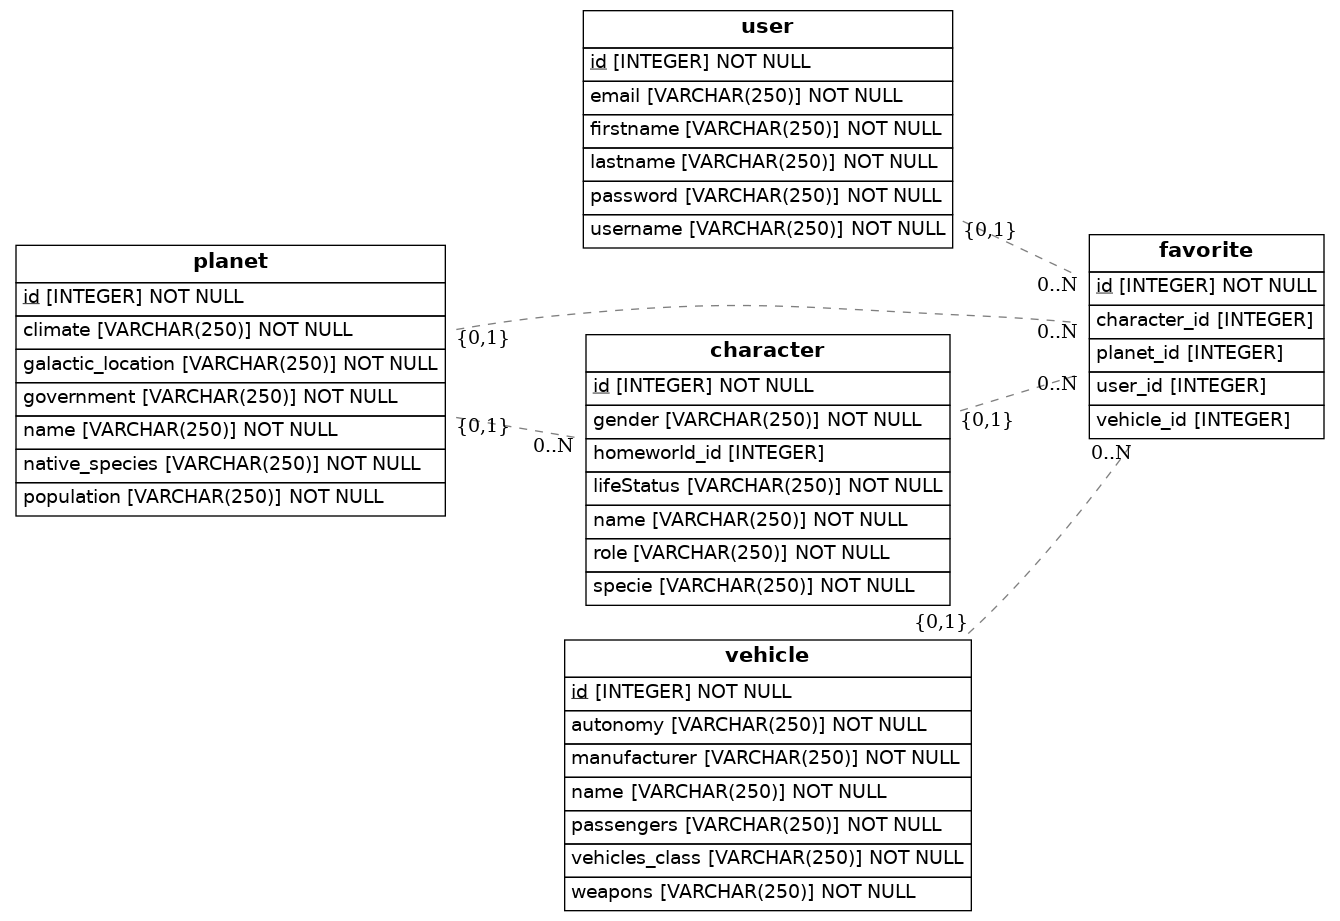 user
id [INTEGER] NOT NULL
email [VARCHAR(250)] NOT NULL
firstname [VARCHAR(250)] NOT NULL
lastname [VARCHAR(250)] NOT NULL
password [VARCHAR(250)] NOT NULL
username [VARCHAR(250)] NOT NULL
{0,1}
0..N
planet
id [INTEGER] NOT NULL
climate [VARCHAR(250)] NOT NULL
galactic_location [VARCHAR(250)] NOT NULL
government [VARCHAR(250)] NOT NULL
name [VARCHAR(250)] NOT NULL
native_species [VARCHAR(250)] NOT NULL
population [VARCHAR(250)] NOT NULL
{0,1}
0..N
{0,1}
0..N
character
id [INTEGER] NOT NULL
gender [VARCHAR(250)] NOT NULL
homeworld_id [INTEGER]
lifeStatus [VARCHAR(250)] NOT NULL
name [VARCHAR(250)] NOT NULL
role [VARCHAR(250)] NOT NULL
specie [VARCHAR(250)] NOT NULL
{0,1}
0..N
favorite
id [INTEGER] NOT NULL
character_id [INTEGER]
planet_id [INTEGER]
user_id [INTEGER]
vehicle_id [INTEGER]
0..N
{0,1}
vehicle
id [INTEGER] NOT NULL
autonomy [VARCHAR(250)] NOT NULL
manufacturer [VARCHAR(250)] NOT NULL
name [VARCHAR(250)] NOT NULL
passengers [VARCHAR(250)] NOT NULL
vehicles_class [VARCHAR(250)] NOT NULL
weapons [VARCHAR(250)] NOT NULL